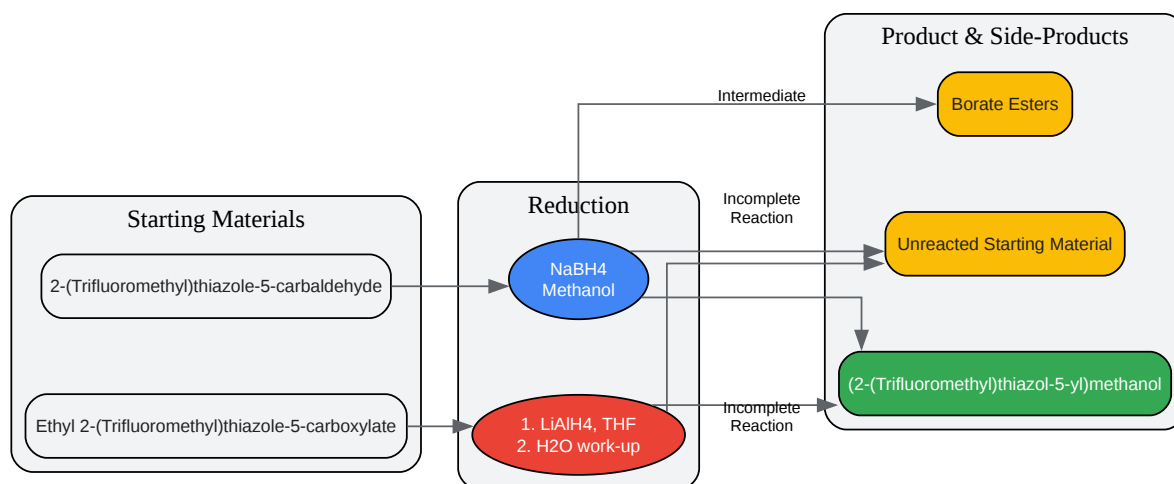 Product & Side-Products
Intermediate
Borate Esters
Starting Materials
Reduction
Incomplete
Reaction
Unreacted Starting Material
2-(Trifluoromethyl)thiazole-5-carbaldehyde
NaBH4
Methanol
(2-(Trifluoromethyl)thiazol-5-yl)methanol
Ethyl 2-(Trifluoromethyl)thiazole-5-carboxylate
1. LiAlH4, THF
2. H2O work-up
Incomplete
Reaction